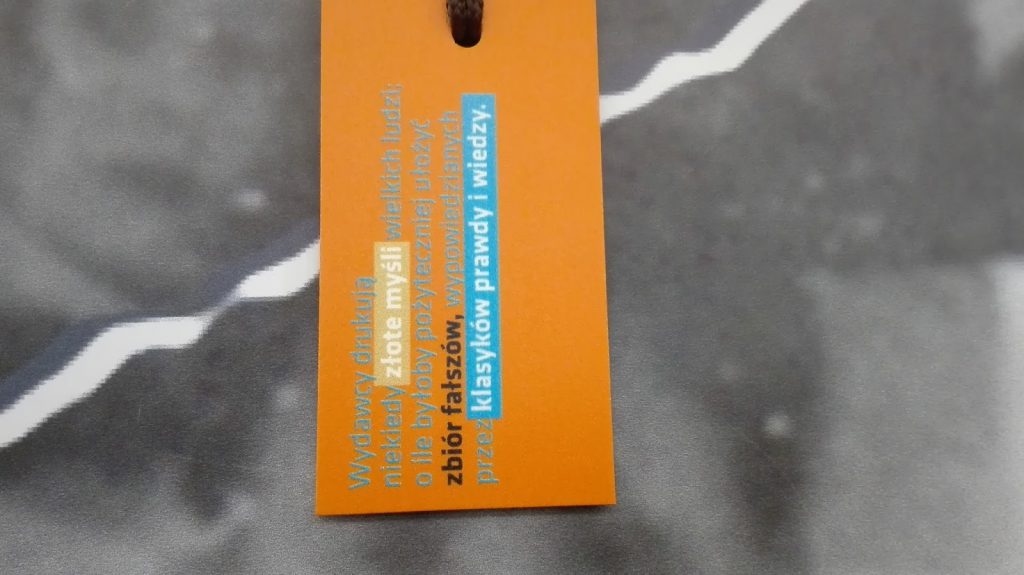 Wydawcy drukują
niekiedy złote myśli wielkich ludzi;
o ile byłoby pożyteczniej ułożyć
zbiór fałszów, wypowiedzianych
przez klasyków prawdy i wiedzy.